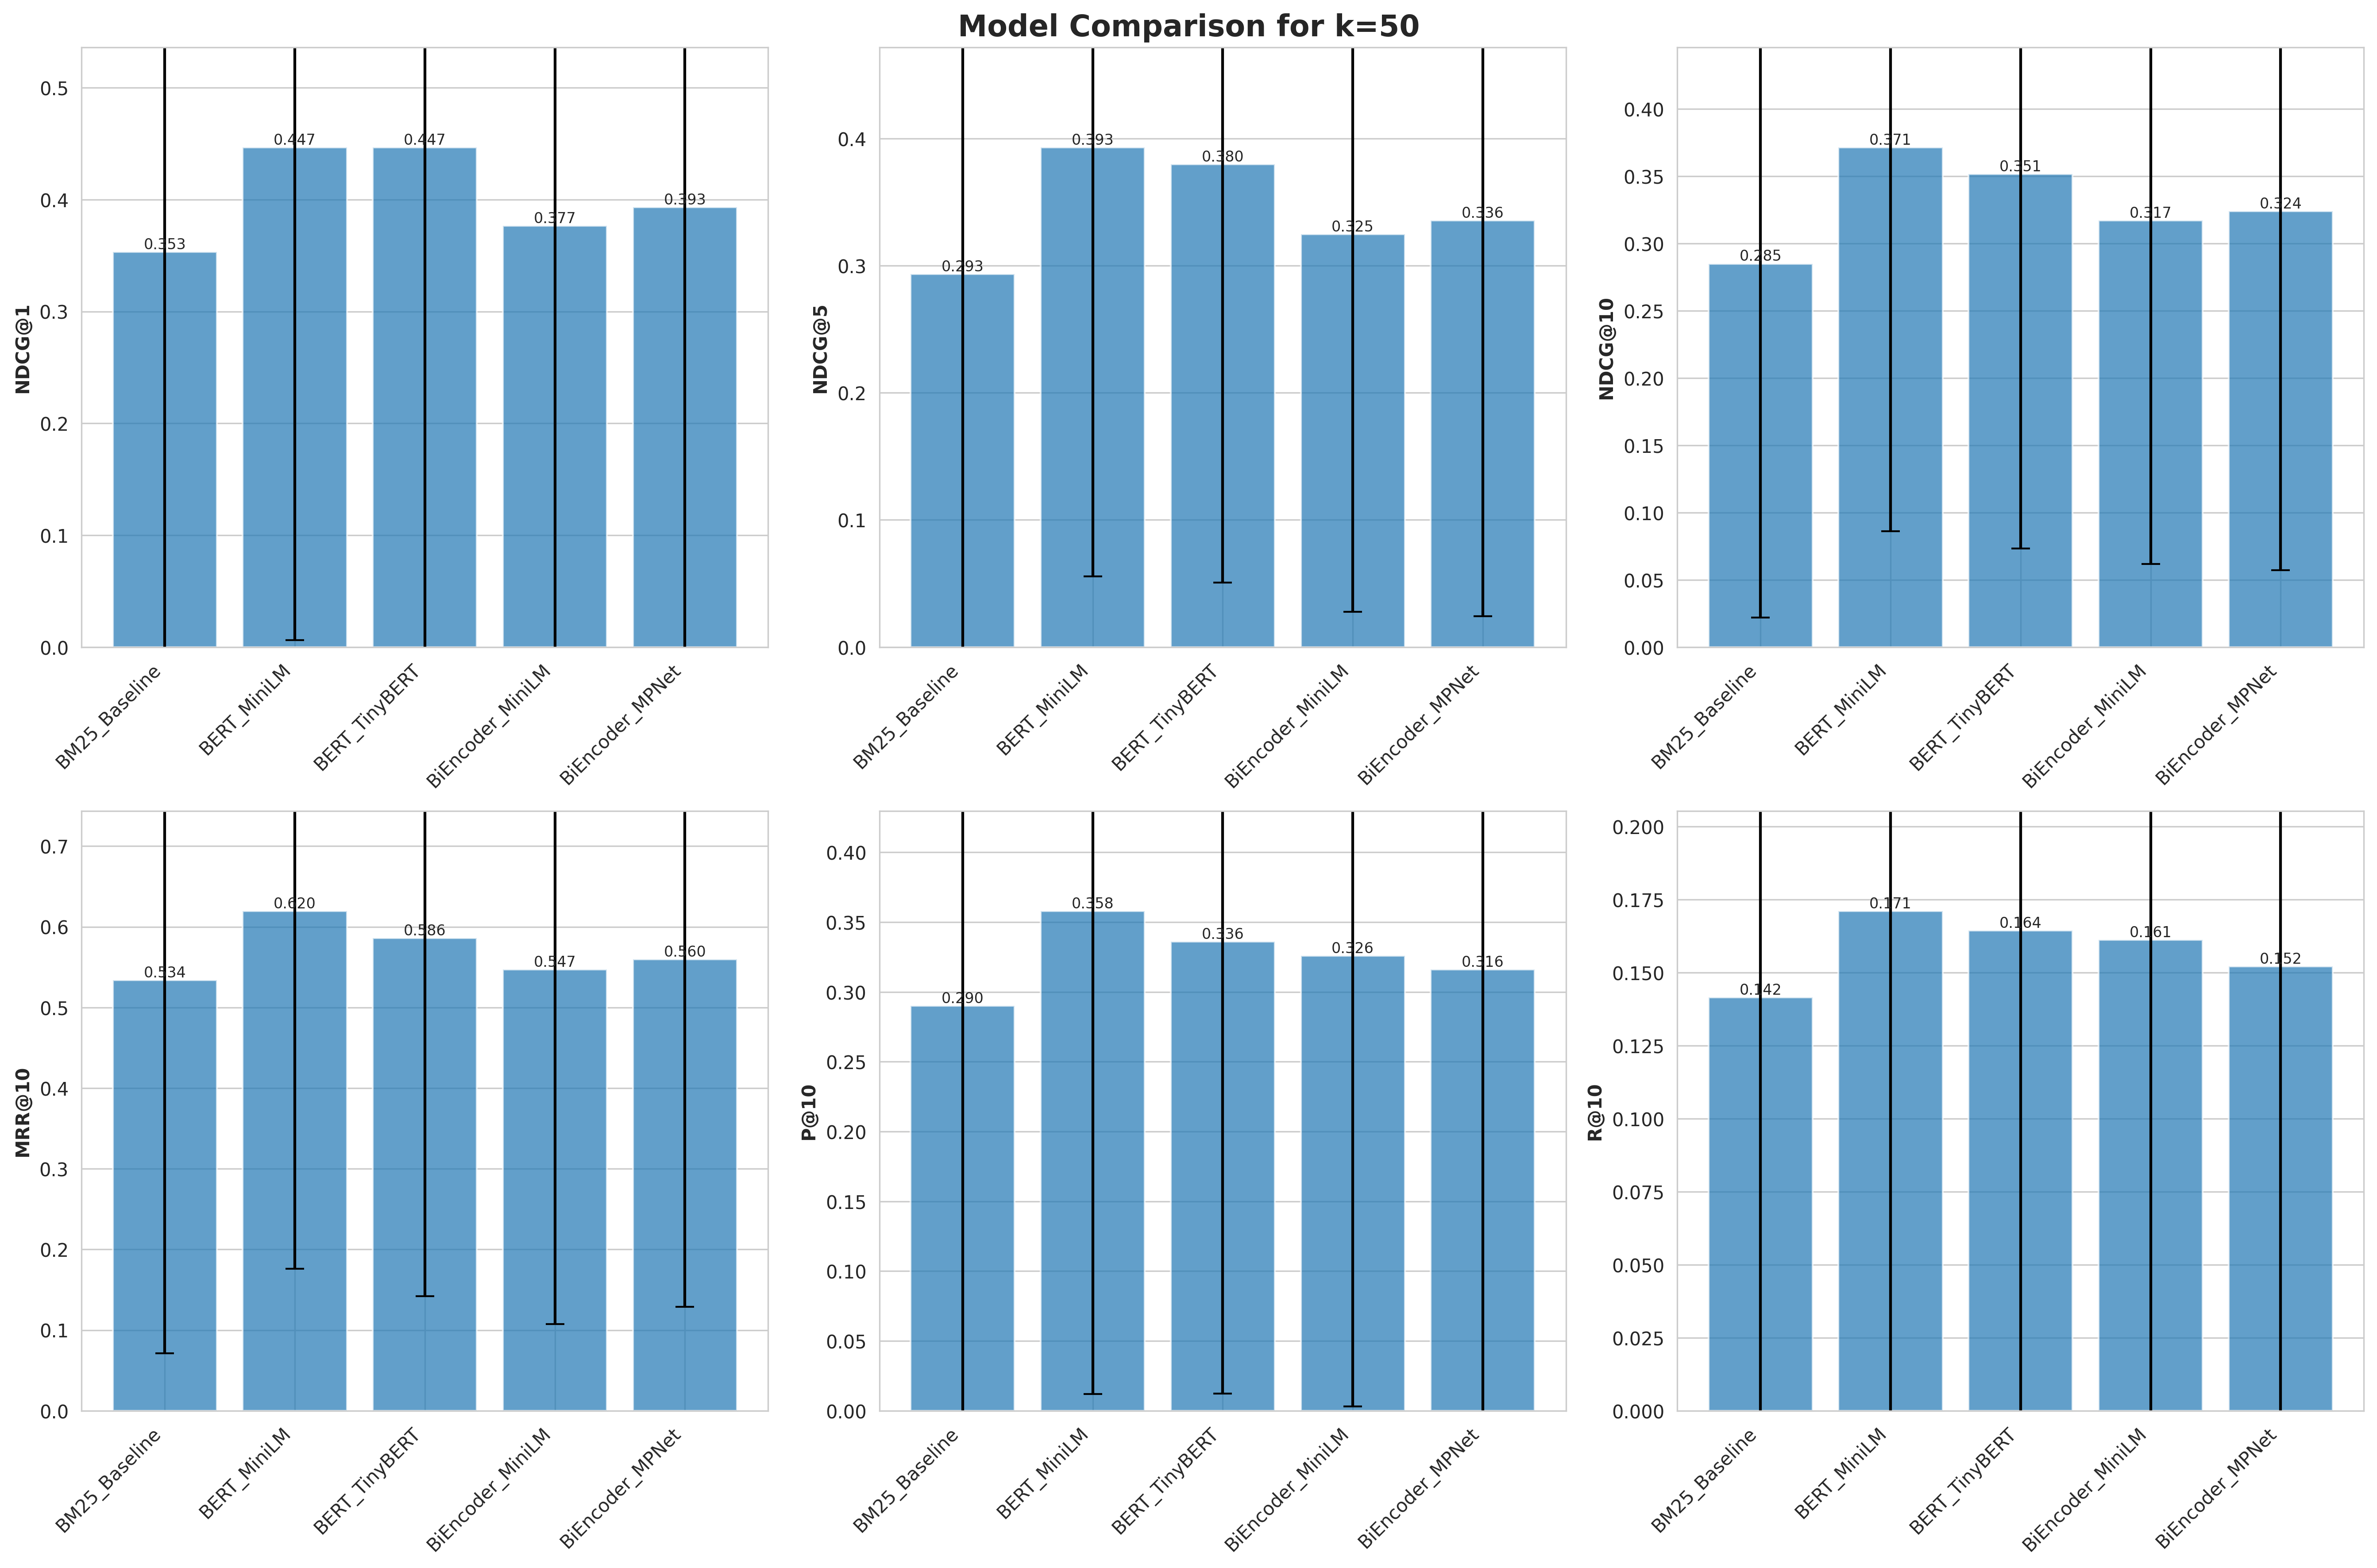 Model Comparison for k=50
NDCG@1
0.5
0.4
0.3
0.2
0.1
0.0
0.353
0.447
0.447
0.377
0.393
BM25_Baseline
BERT_MiniLM
BERT_TinyBERT
BiEncoder_MiniLM
BiEncoder_MPNet
NDCG@5
0.4
0.3
0.2
0.1
0.0
0.293
0.393
0.380
0.325
0.336
BM25_Baseline
BERT_MiniLM
BERT_TinyBERT
BiEncoder_MiniLM
BiEncoder_MPNet
NDCG@10
0.40
0.35
0.30
0.25
0.20
0.15
0.10
0.05
0.00
0.285
0.371
0.351
0.317
0.324
BM25_Baseline
BERT_MiniLM
BERT_TinyBERT
BiEncoder_MiniLM
BiEncoder_MPNet
MRR@10
0.7
0.6
0.5
0.4
0.3
0.2
0.1
0.0
0.534
0.620
0.586
0.547
0.560
BM25_Baseline
BERT_MiniLM
BERT_TinyBERT
BiEncoder_MiniLM
BiEncoder_MPNet
P@10
0.40
0.35
0.30
0.25
0.20
0.15
0.10
0.05
0.00
0.290
0.358
0.336
0.326
0.316
BM25_Baseline
BERT_MiniLM
BERT_TinyBERT
BiEncoder_MiniLM
BiEncoder_MPNet
R@10
0.200
0.175
0.150
0.125
0.100
0.075
0.050
0.025
0.000
0.142
0.171
0.164
0.161
0.152
BM25_Baseline
BERT_MiniLM
BERT_TinyBERT
BiEncoder_MiniLM
BiEncoder_MPNet